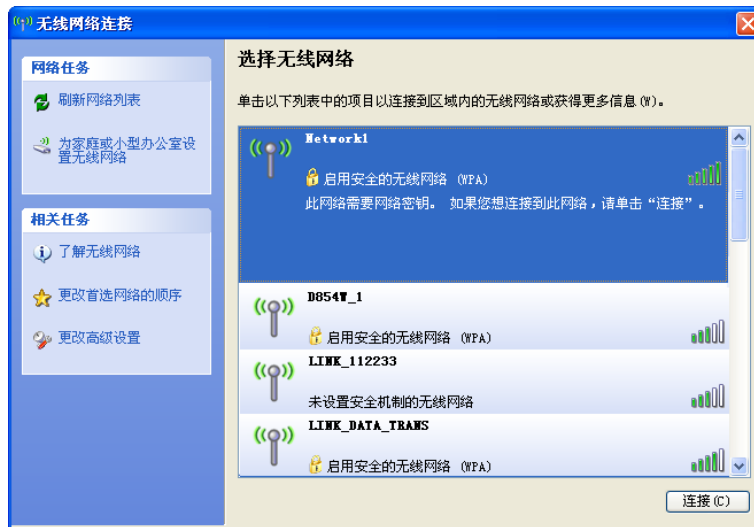 无线网络连接
网络任务
刷新网络列表
为家庭或小型办公室设
置无线网络
相关任务
了解无线网络
更改首选网络的顺序
更改高级设置
选择无线网络
单击以下列表中的项目以连接到区域内的无线网络或获得更多信息(W)。
Network1
启用安全的无线网络 (WPA)
此网络需要网络密钥。 如果您想连接到此网络，请单击“连接”。
D854W_1
启用安全的无线网络 (WPA)
LINK_112233
未设置安全机制的无线网络
LINK_DATA_TRANS
启用安全的无线网络 (WPA)
连接(C)